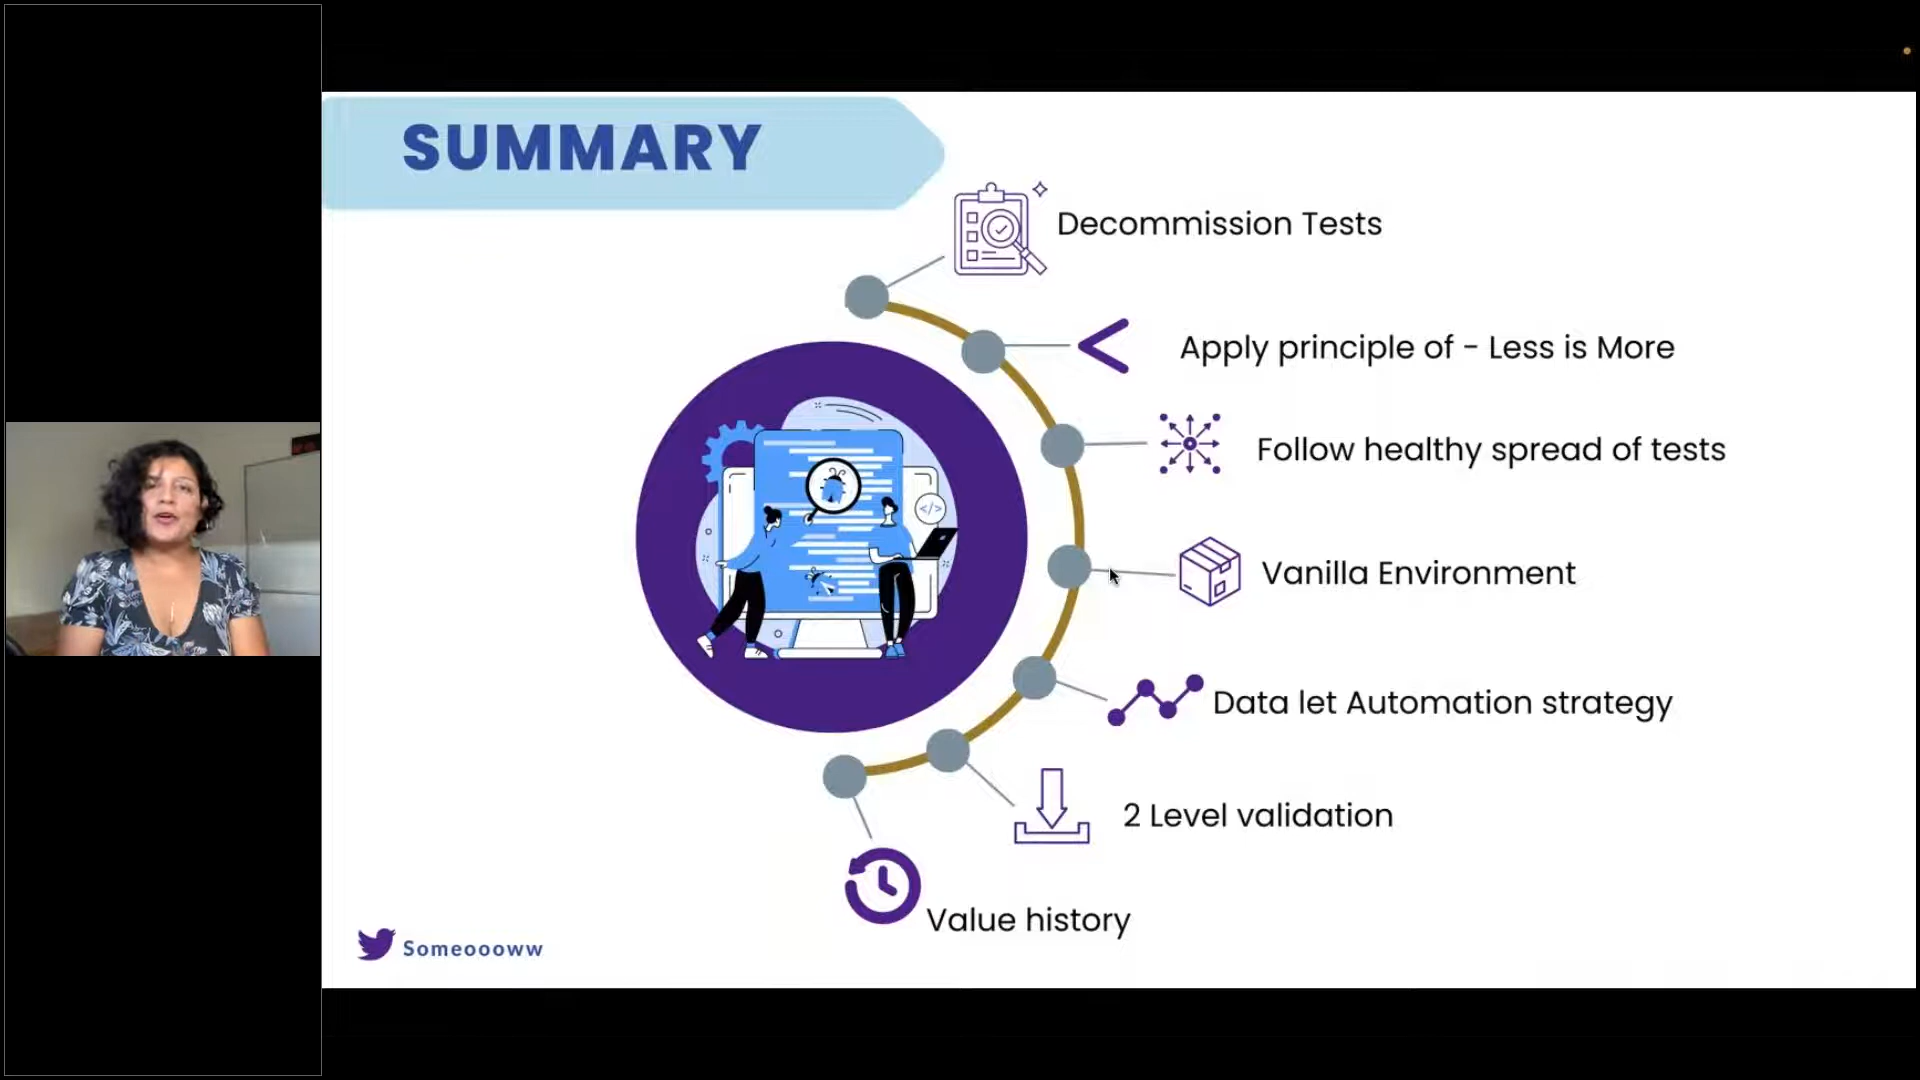 SUMMARY
Decommission Tests
Apply principle of - Less is More
Follow healthy spread of tests
</>
Vanilla Environment
Data let Automation strategy
2 Level validation
Value history
Someoooww